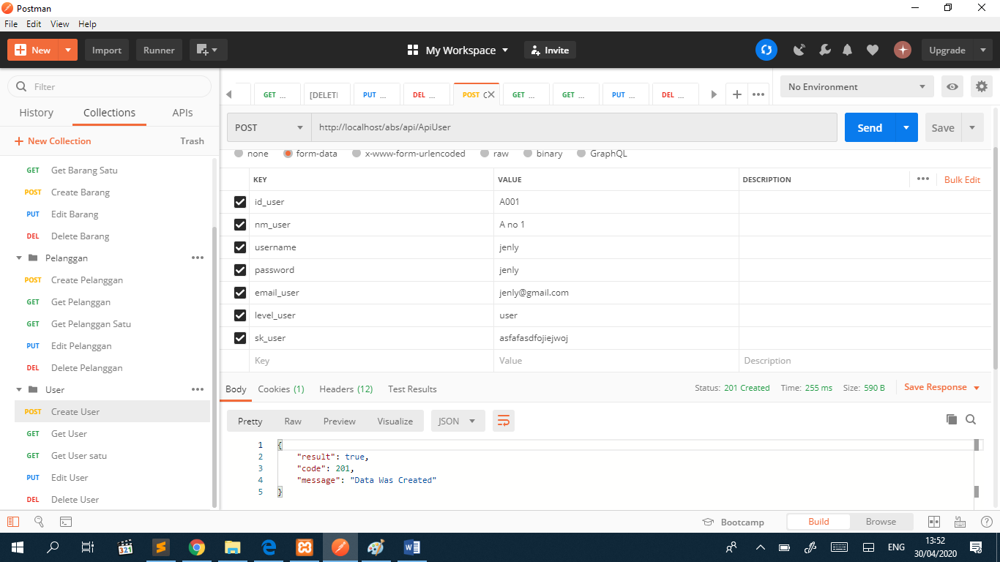 Postman
File Edit View Help
New Import Runner My Workspace Invite Upgrade
Filter
History Collections APIs
New Collection Trash
GET Get Barang Satu
POST Create Barang
PUT Edit Barang
DEL Delete Barang
Pelanggan
POST Create Pelanggan
GET Get Pelanggan
GET Get Pelanggan Satu
PUT Edit Pelanggan
DEL Delete Pelanggan
User
POST Create User
GET Get User
GET Get User satu
PUT Edit User
DEL Delete User
GET ... [DELETI PUT ... DEL ... POST C GET ... GET ... PUT ... DEL ... No Environment
POST http://localhost/abs/api/ApiUser Send Save
none form-data x-www-form-urlencoded raw binary GraphQL
KEY VALUE DESCRIPTION Bulk Edit
id_user A001
nm_user A no 1
username jenly
password jenly
email_user jenly@gmail.com
level_user user
sk_user asfafasdfojiejwoj
Key Value Description
Body Cookies (1) Headers (12) Test Results Status: 201 Created Time: 255 ms Size: 590 B Save Response
Pretty Raw Preview Visualize JSON
1 {
2 "result": true,
3 "code": 201,
4 "message": "Data Was Created"
5 }
Bootcamp Build Browse
321 ENG 13:52
30/04/2020